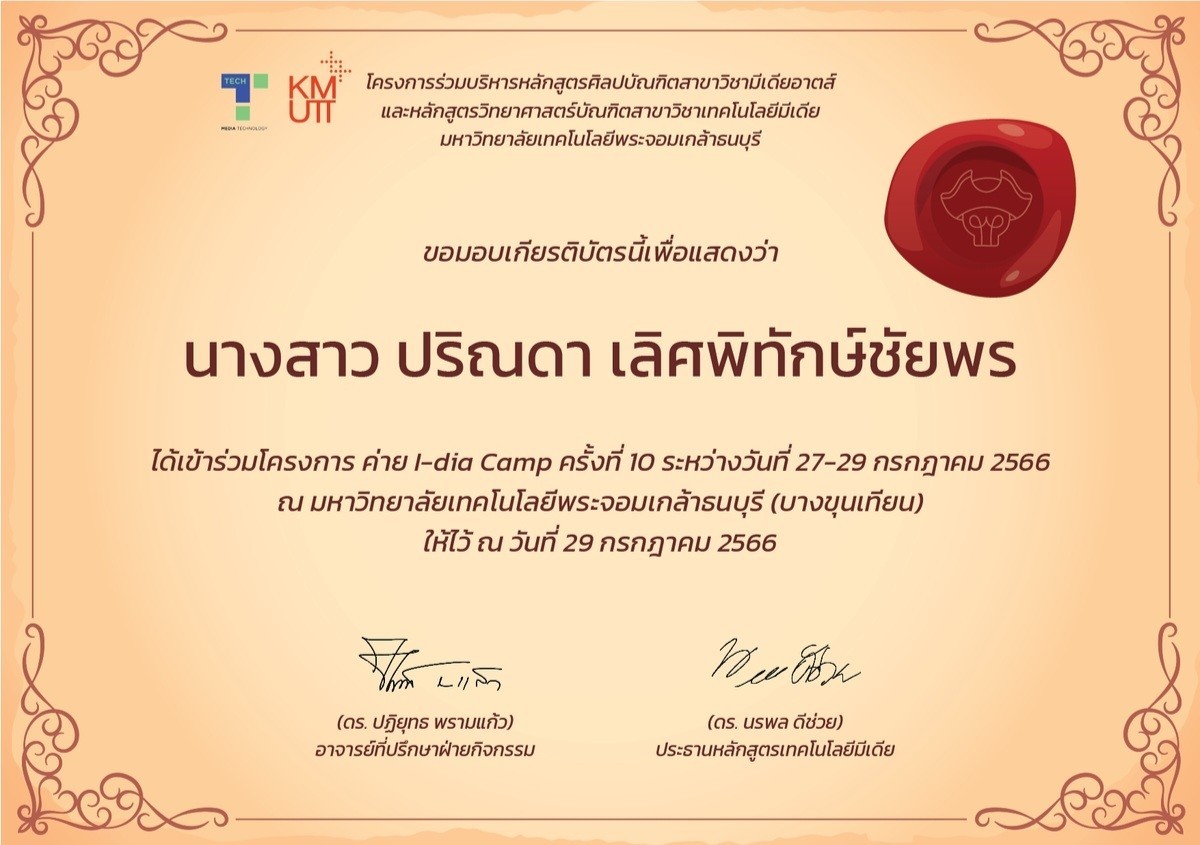 TECH
MEDIA TECHNOLOGY
KM
UTT
โครงการร่วมบริหารหลักสูตรศิลปบัณฑิตสาขาวิชามีเดียอาตส์
และหลักสูตรวิทยาศาสตร์บัณฑิตสาขาวิชาเทคโนโลยีมีเดีย
มหาวิทยาลัยเทคโนโลยีพระจอมเกล้าธนบุรี
ขอมอบเกียรติบัตรนี้เพื่อแสดงว่า
นางสาว ปริณดา เลิศพิทักษ์ชัยพร
ได้เข้าร่วมโครงการ ค่าย I-dia Camp ครั้งที่ 10 ระหว่างวันที่ 27-29 กรกฎาคม 2566
ณ มหาวิทยาลัยเทคโนโลยีพระจอมเกล้าธนบุรี (บางขุนเทียน)
ให้ไว้ ณ วันที่ 29 กรกฎาคม 2566
(ดร. ปฏิยุทธ พรามแก้ว)
อาจารย์ที่ปรึกษาฝ่ายกิจกรรม
(ดร. นรพล ดีช่วย)
ประธานหลักสูตรเทคโนโลยีมีเดีย